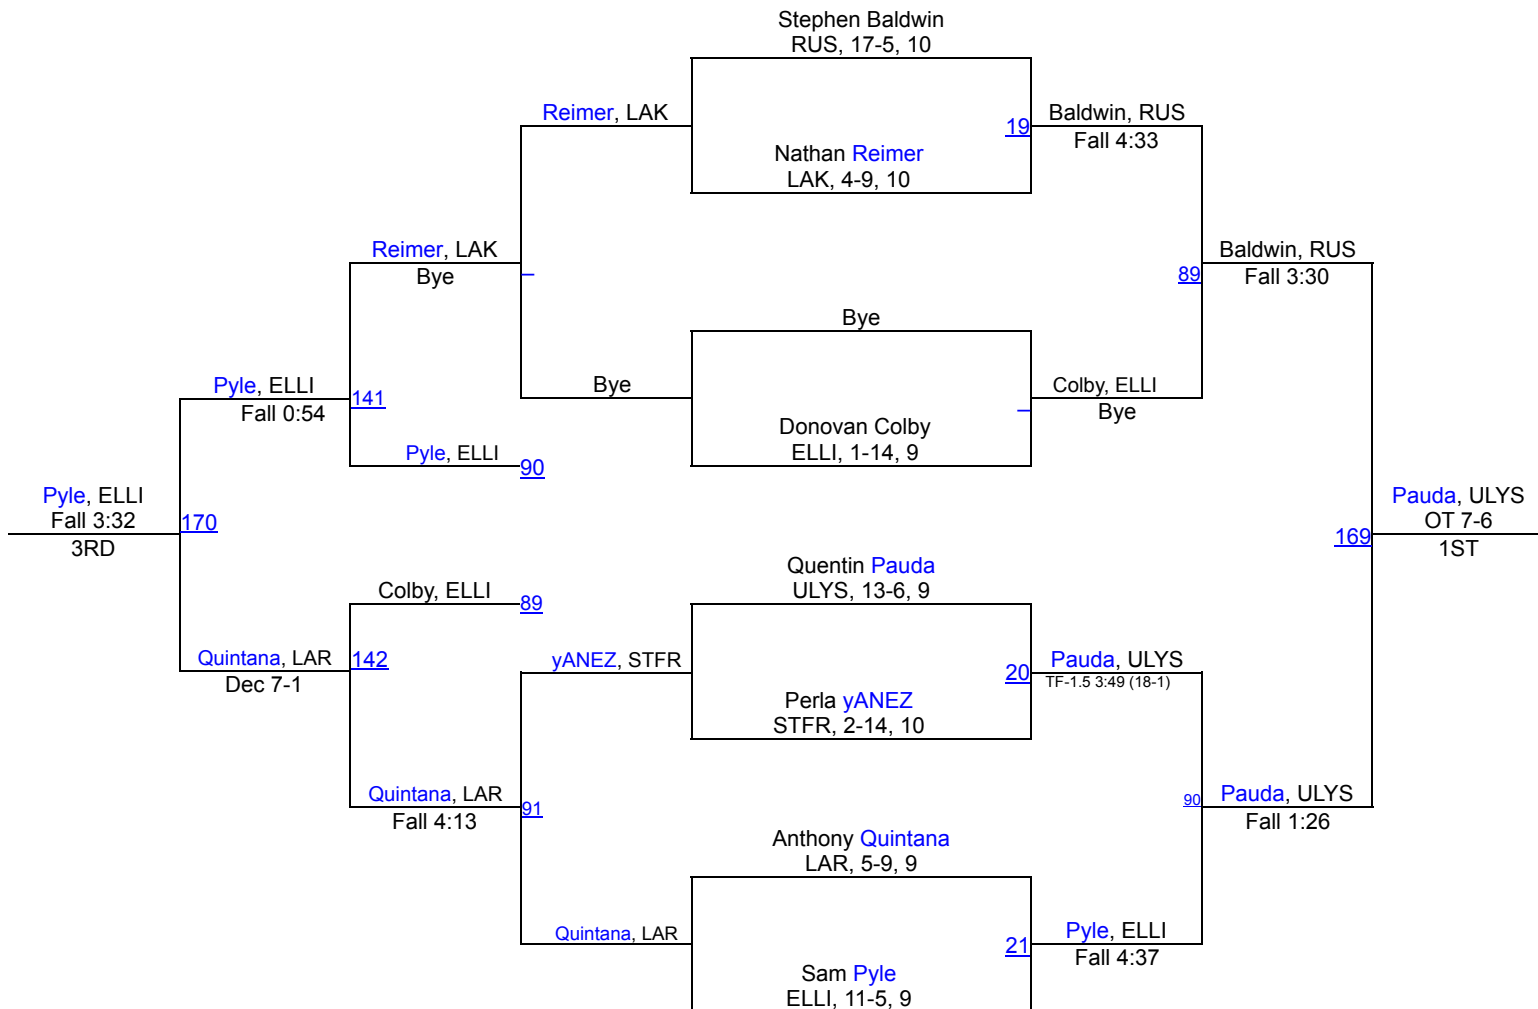 Stephen Baldwin
RUS, 17-5, 10
Reimer, LAK
19
Baldwin, RUS
Fall 4:33
Nathan Reimer
LAK, 4-9, 10
Reimer, LAK
Bye
–
89
Baldwin, RUS
Fall 3:30
Bye
Pyle, ELLI
Fall 0:54
141
Bye
–
Colby, ELLI
Bye
Donovan Colby
ELLI, 1-14, 9
Pyle, ELLI
90
Pyle, ELLI
Fall 3:32
3RD
170
169
Pauda, ULYS
OT 7-6
1ST
Quentin Pauda
ULYS, 13-6, 9
Colby, ELLI
89
Quintana, LAR
Dec 7-1
142
yANEZ, STFR
20
Pauda, ULYS
TF-1.5 3:49 (18-1)
Perla yANEZ
STFR, 2-14, 10
Quintana, LAR
Fall 4:13
91
90
Pauda, ULYS
Fall 1:26
Anthony Quintana
LAR, 5-9, 9
Quintana, LAR
21
Pyle, ELLI
Fall 4:37
Sam Pyle
ELLI, 11-5, 9